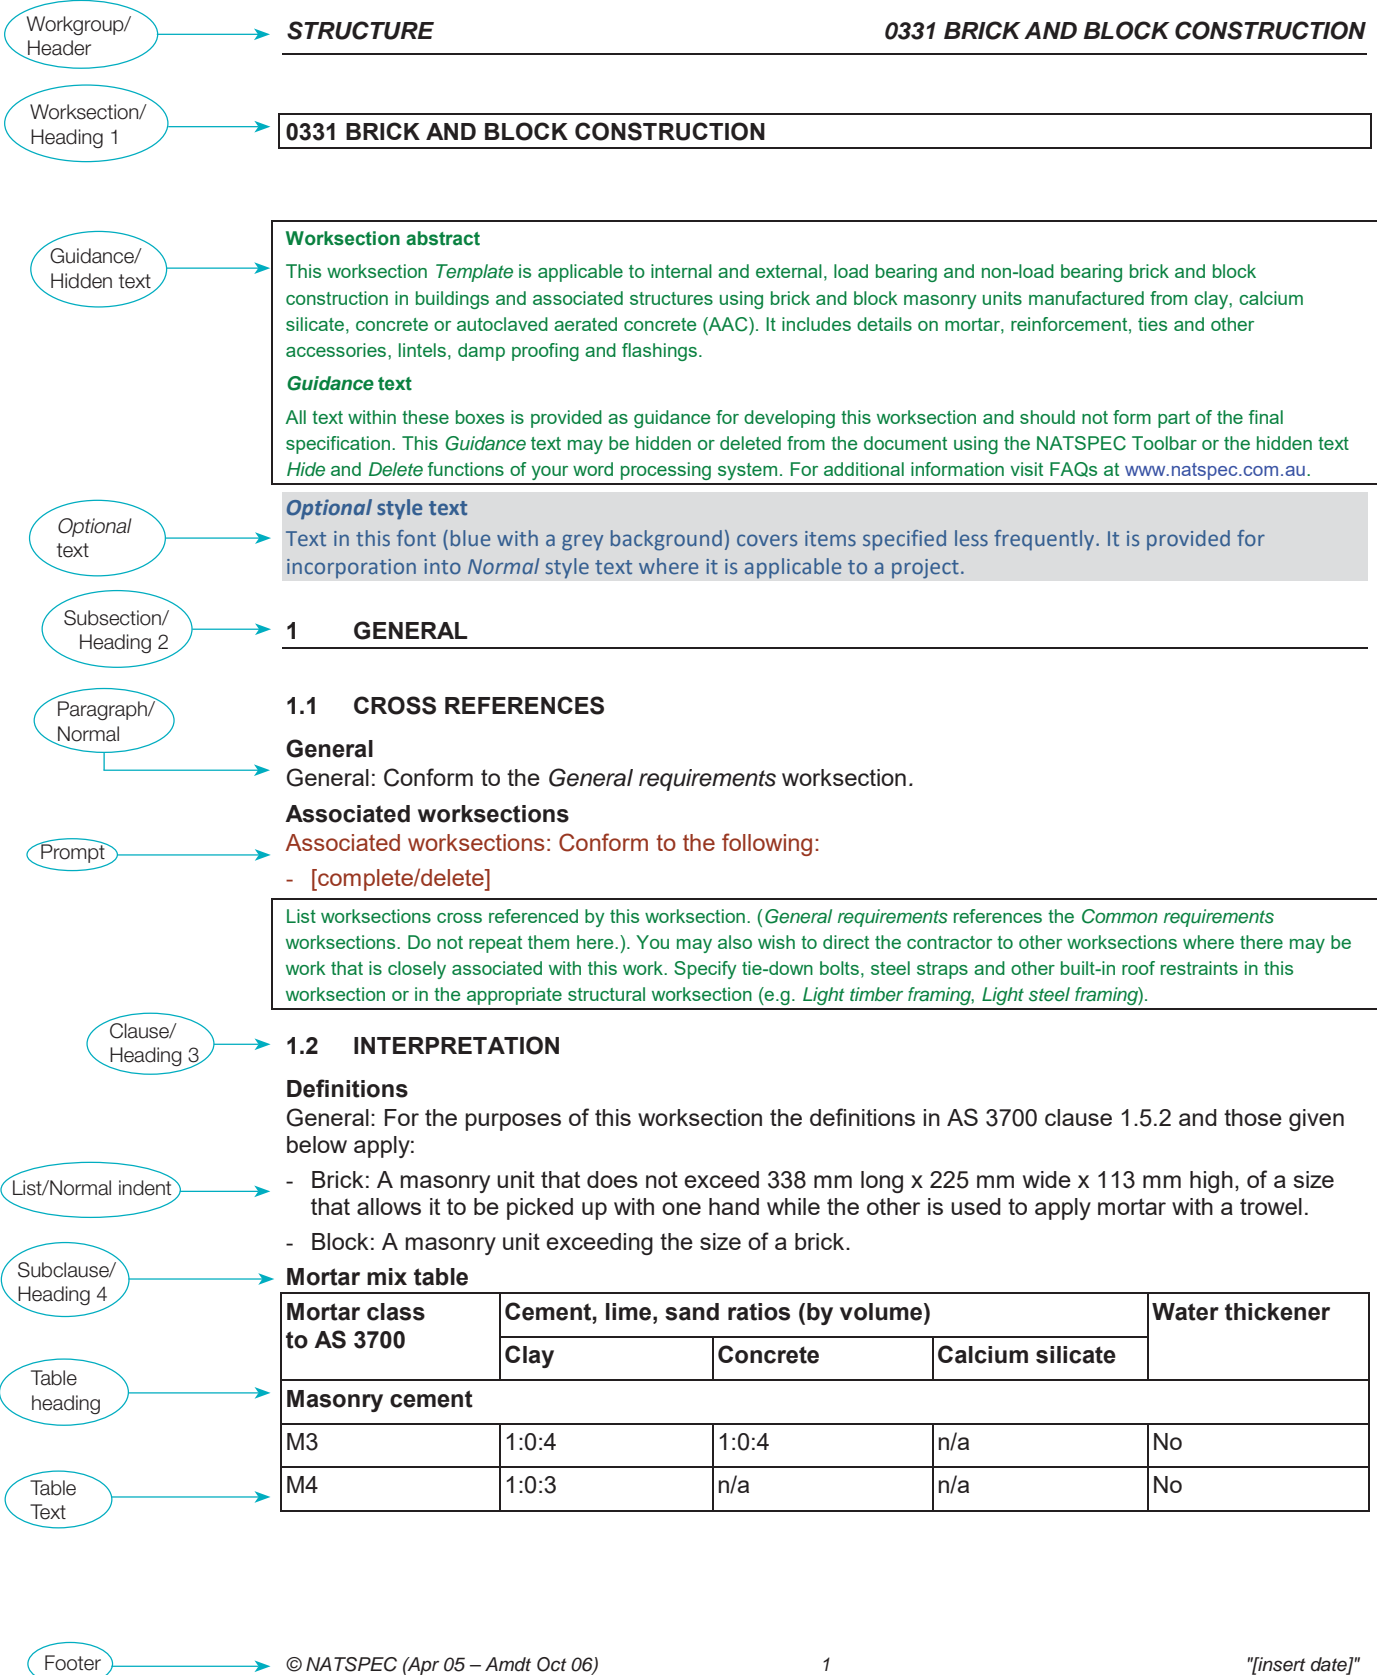 Workgroup/
Header
STRUCTURE 0331 BRICK AND BLOCK CONSTRUCTION
Worksection/
Heading 1
0331 BRICK AND BLOCK CONSTRUCTION
Guidance/
Hidden text
Worksection abstract
This worksection Template is applicable to internal and external, load bearing and non-load bearing brick and block
construction in buildings and associated structures using brick and block masonry units manufactured from clay, calcium
silicate, concrete or autoclaved aerated concrete (AAC). It includes details on mortar, reinforcement, ties and other
accessories, lintels, damp proofing and flashings.
Guidance text
All text within these boxes is provided as guidance for developing this worksection and should not form part of the final
specification. This Guidance text may be hidden or deleted from the document using the NATSPEC Toolbar or the hidden text
Hide and Delete functions of your word processing system. For additional information visit FAQs at www.natspec.com.au.
Optional
text
Optional style text
Text in this font (blue with a grey background) covers items specified less frequently. It is provided for
incorporation into Normal style text where it is applicable to a project.
Subsection/
Heading 2
1 GENERAL
Paragraph/
Normal
1.1 CROSS REFERENCES
General
General: Conform to the General requirements worksection.
Associated worksections
Prompt
Associated worksections: Conform to the following:
- [complete/delete]
List worksections cross referenced by this worksection. (General requirements references the Common requirements
worksections. Do not repeat them here.). You may also wish to direct the contractor to other worksections where there may be
work that is closely associated with this work. Specify tie-down bolts, steel straps and other built-in roof restraints in this
worksection or in the appropriate structural worksection (e.g. Light timber framing, Light steel framing).
Clause/
Heading 3
1.2 INTERPRETATION
Definitions
General: For the purposes of this worksection the definitions in AS 3700 clause 1.5.2 and those given
below apply:
List/Normal indent
- Brick: A masonry unit that does not exceed 338 mm long x 225 mm wide x 113 mm high, of a size
that allows it to be picked up with one hand while the other is used to apply mortar with a trowel.
- Block: A masonry unit exceeding the size of a brick.
Subclause/
Heading 4
Mortar mix table
Mortar class
to AS 3700
Cement, lime, sand ratios (by volume)
Water thickener
Clay Concrete Calcium silicate
Table
heading
Masonry cement
M3 1:0:4 1:0:4 n/a No
M4 1:0:3 n/a n/a No
Table
Text
Footer
© NATSPEC (Apr 05 – Amdt Oct 06) 1 "[insert date]"